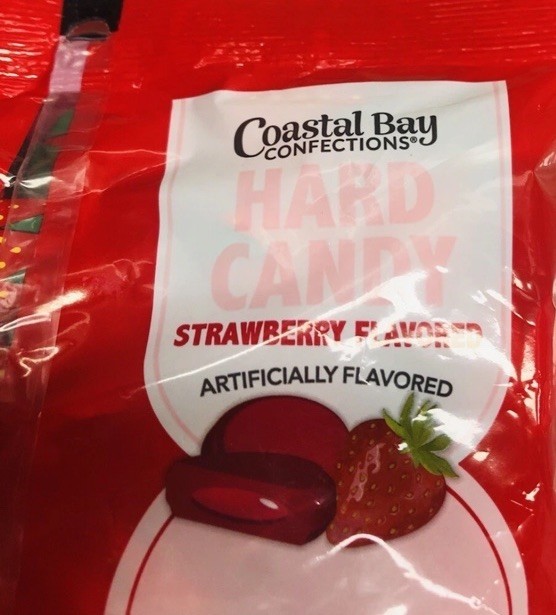 Coastal Bay
CONFECTIONS®
HARD
CANDY
STRAWBERRY FLAVORED
ARTIFICIALLY FLAVORED